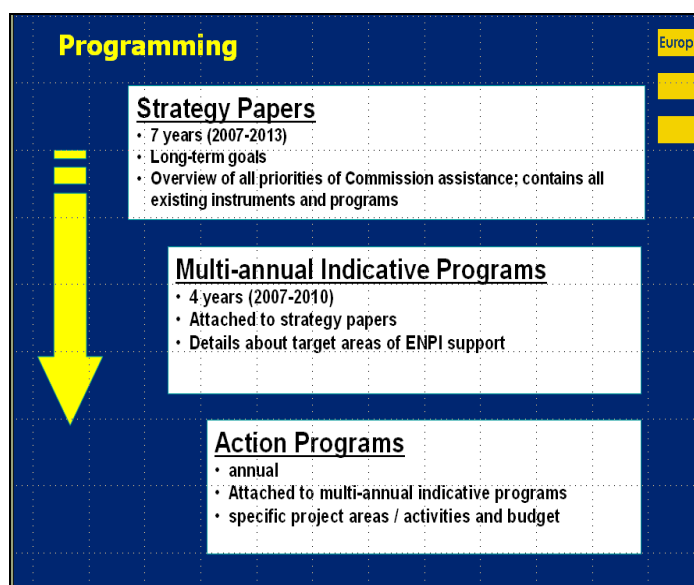 Programming
Europ
Strategy Papers
• 7 years (2007-2013)
• Long-term goals
• Overview of all priorities of Commission assistance; contains all
existing instruments and programs
Multi-annual Indicative Programs
• 4 years (2007-2010)
• Attached to strategy papers
• Details about target areas of ENPI support
Action Programs
• annual
• Attached to multi-annual indicative programs
• specific project areas / activities and budget